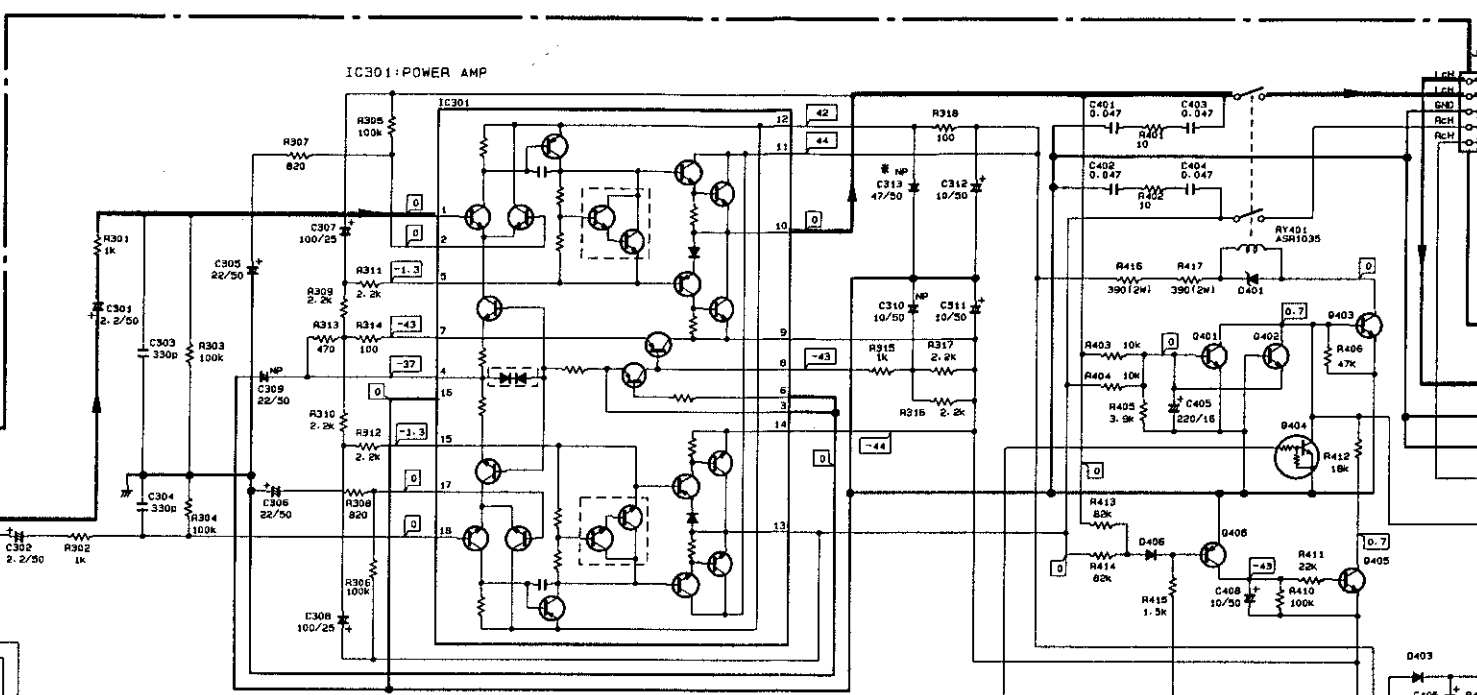 IC301:POWER AMP
IC301
LcH
LcH
GND
RcH
RcH
R305
100k
R307
820
12
42
11
44
R318
100
C401
0.047
C403
0.047
R401
10
C402
0.047
C404
0.047
R402
10
* NP
C313
47/50
C312
10/50
1
0
2
0
10
0
R301
1k
C307
100/25
C305
22/50
R311
2.2k
-1.3
5
R309
2.2k
RY401
ASR1035
R416
390(2W)
R417
390(2W)
D401
0
C301
2.2/50
C303
330p
R303
100k
R313
470
R314
100
-43
7
9
NP
C310
10/50
C311
10/50
0.7
Q403
NP
C309
22/50
-37
4
16
0
8
-43
R315
1k
R317
2.2k
R403
10k
0
Q401
Q402
R406
47k
R404
10k
6
3
R316
2.2k
R405
3.9k
C405
220/16
R310
2.2k
R312
2.2k
-1.3
15
14
-44
0
Q404
R412
18k
0
C304
330p
R304
100k
C306
22/50
R308
820
0
17
0
18
13
R413
82k
C302
2.2/50
R302
1k
R306
100k
0
R414
82k
D406
Q406
-43
R411
22k
0.7
Q405
C308
100/25
R415
1.5k
C408
10/50
R410
100k
D403